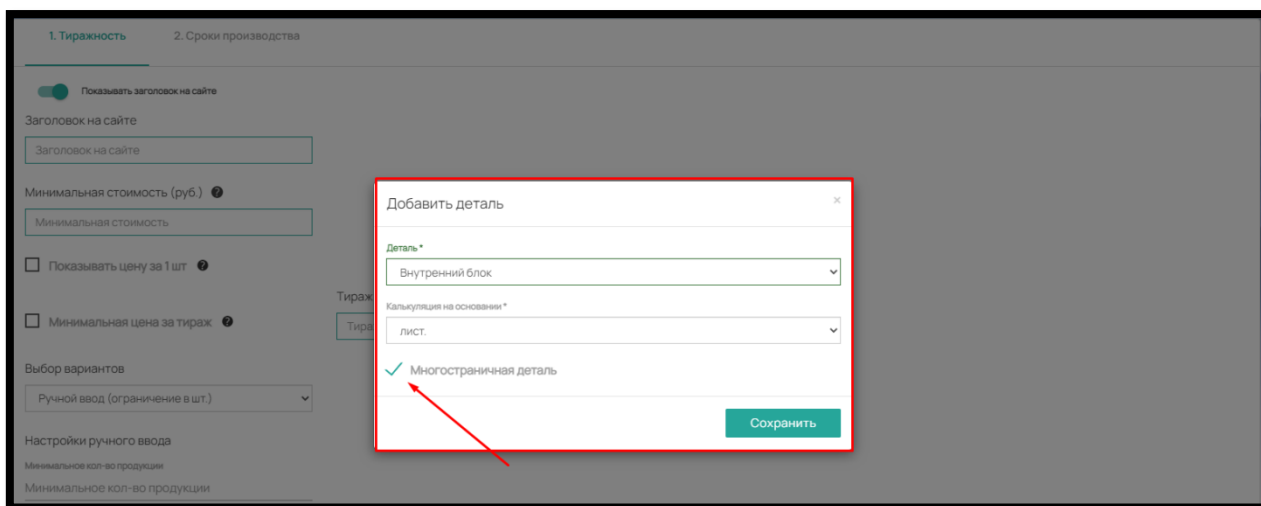 1. Тиражность 2. Сроки производства
Показывать заголовок на сайте
Заголовок на сайте
Заголовок на сайте
Минимальная стоимость (руб.) ?
Минимальная стоимость
Показывать цену за 1 шт ?
Тираж
Минимальная цена за тираж ?
Тира
Выбор вариантов
Ручной ввод (ограничение в шт.)
Настройки ручного ввода
Минимальное кол-во продукции
Минимальное кол-во продукции
Добавить деталь ×
Деталь *
Внутренний блок
Калькуляция на основании *
лист.
Многостраничная деталь
Сохранить